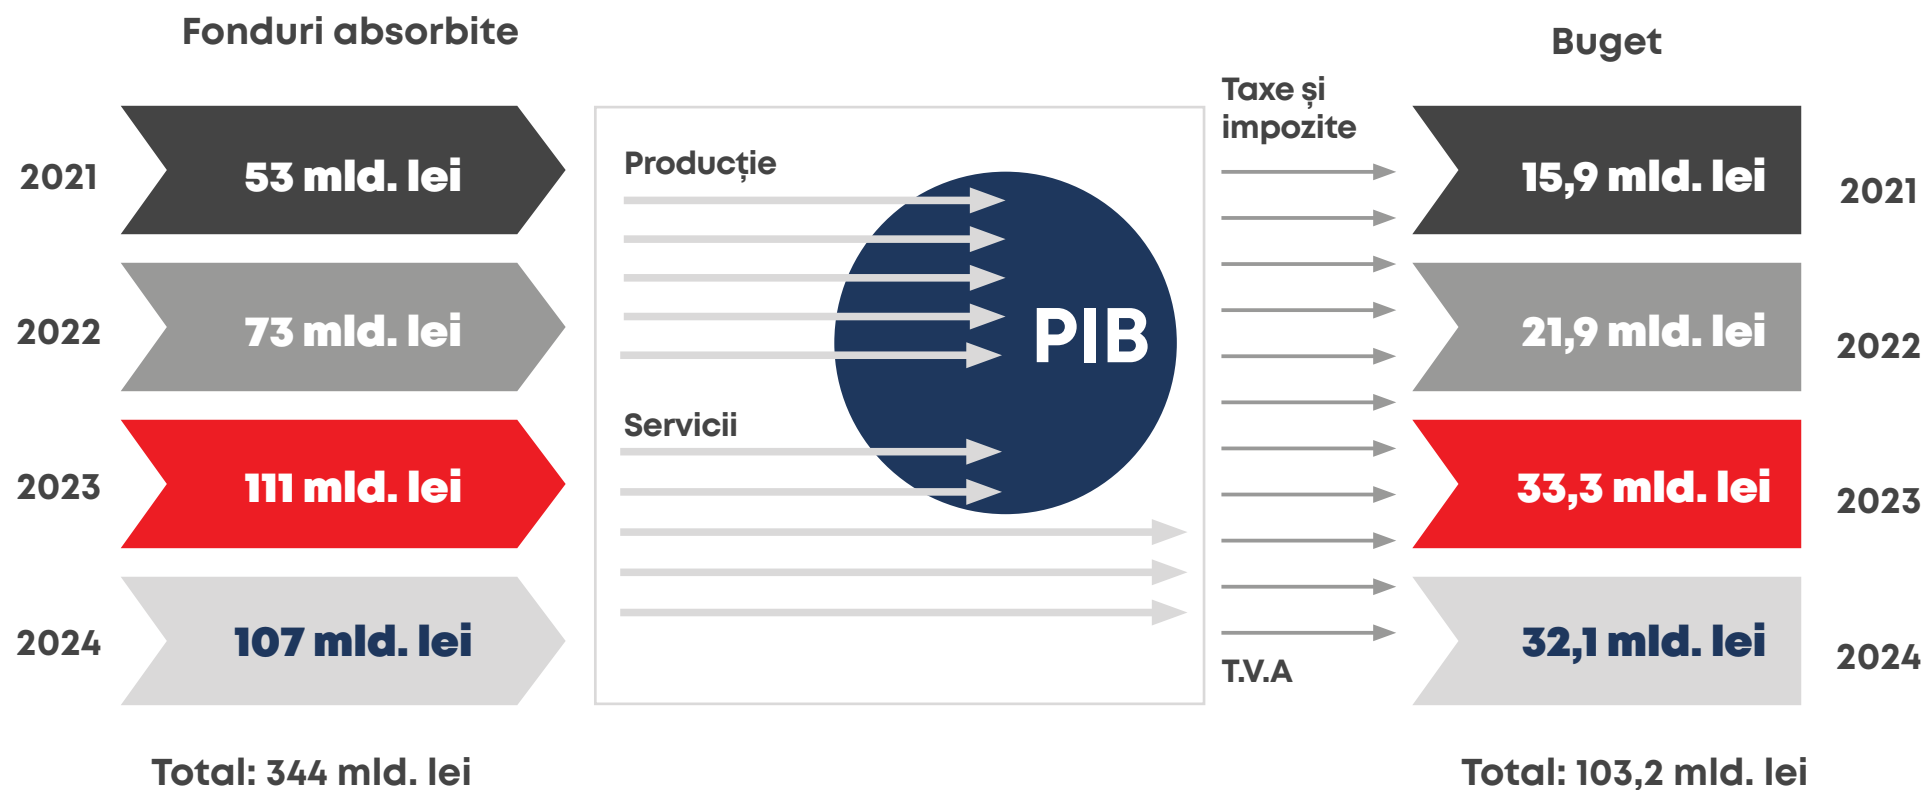 Fonduri absorbite
2021
53 mld. lei
2022
73 mld. lei
2023
111 mld. lei
2024
107 mld. lei
Total: 344 mld. lei
Producție
PIB
Servicii
Taxe și
impozite
T.V.A
Buget
15,9 mld. lei
2021
21,9 mld. lei
2022
33,3 mld. lei
2023
32,1 mld. lei
2024
Total: 103,2 mld. lei